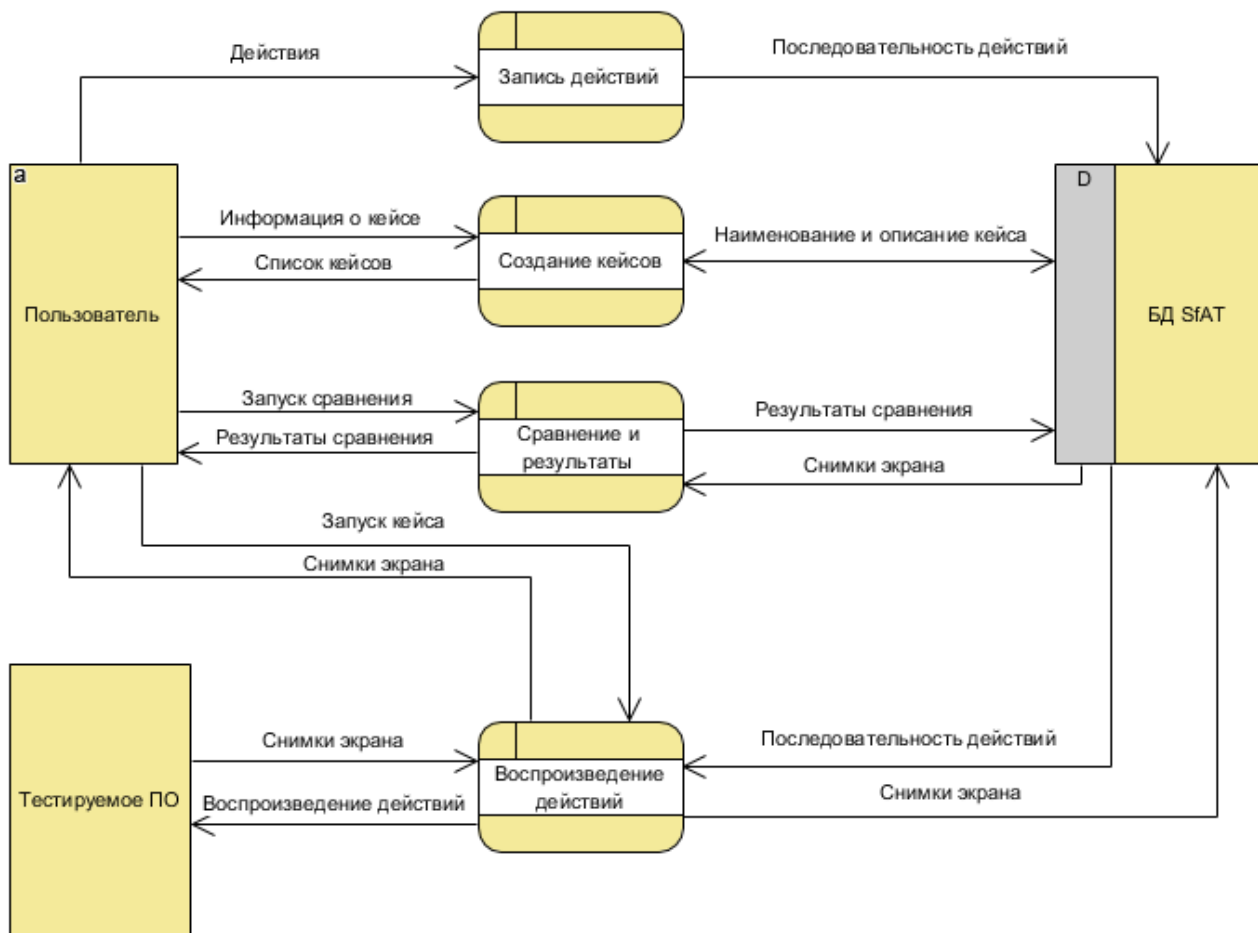 Действия
Последовательность действий
Запись действий
a
D
Информация о кейсе
Наименование и описание кейса
Создание кейсов
Список кейсов
Пользователь
БД SfAT
Запуск сравнения
Результаты сравнения
Результаты сравнения
Сравнение и
результаты
Снимки экрана
Запуск кейса
Снимки экрана
Снимки экрана
Последовательность действий
Воспроизведение
действий
Тестируемое ПО
Воспроизведение действий
Снимки экрана